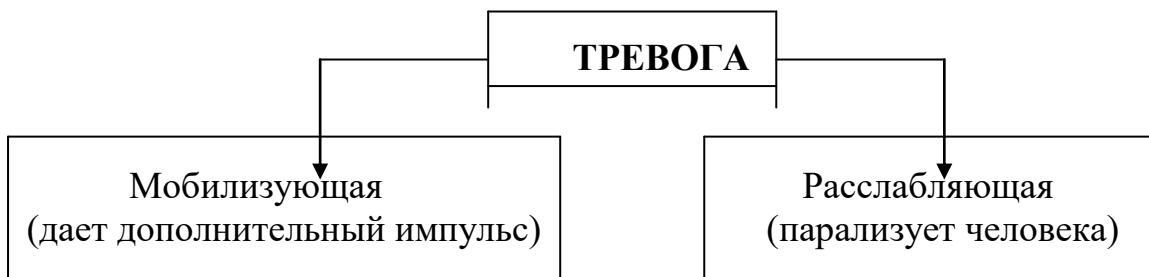 ТРЕВОГА
Мобилизующая
(дает дополнительный импульс)
Расслабляющая
(парализует человека)